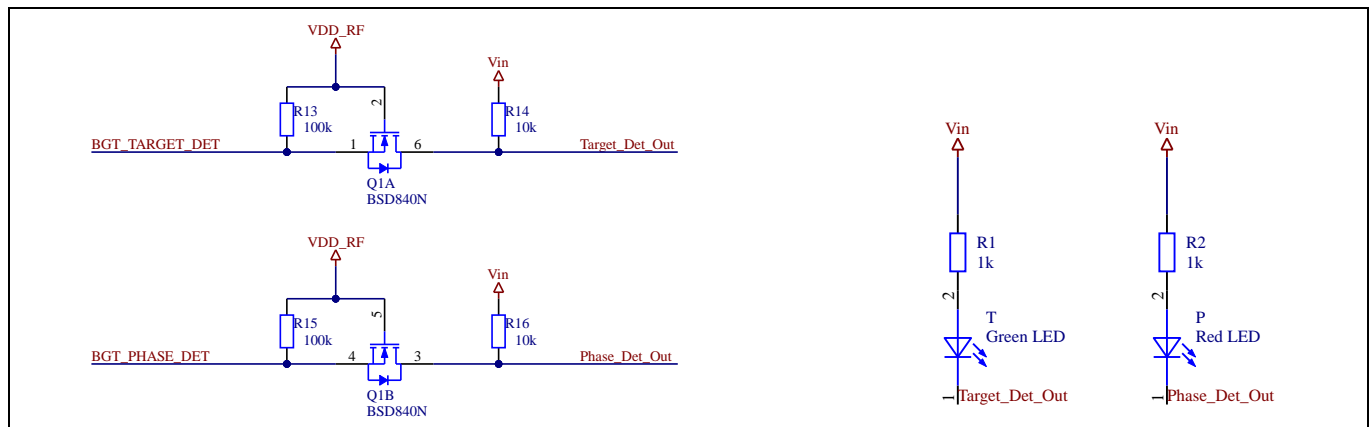 VDD_RF
Vin
2
R13
100k
R14
10k
BGT_TARGET_DET
1
6
Target_Det_Out
Q1A
BSD840N
VDD_RF
Vin
5
R15
100k
R16
10k
BGT_PHASE_DET
4
3
Phase_Det_Out
Q1B
BSD840N
Vin
R1
1k
2
T
Green LED
1
Target_Det_Out
Vin
R2
1k
2
P
Red LED
1
Phase_Det_Out